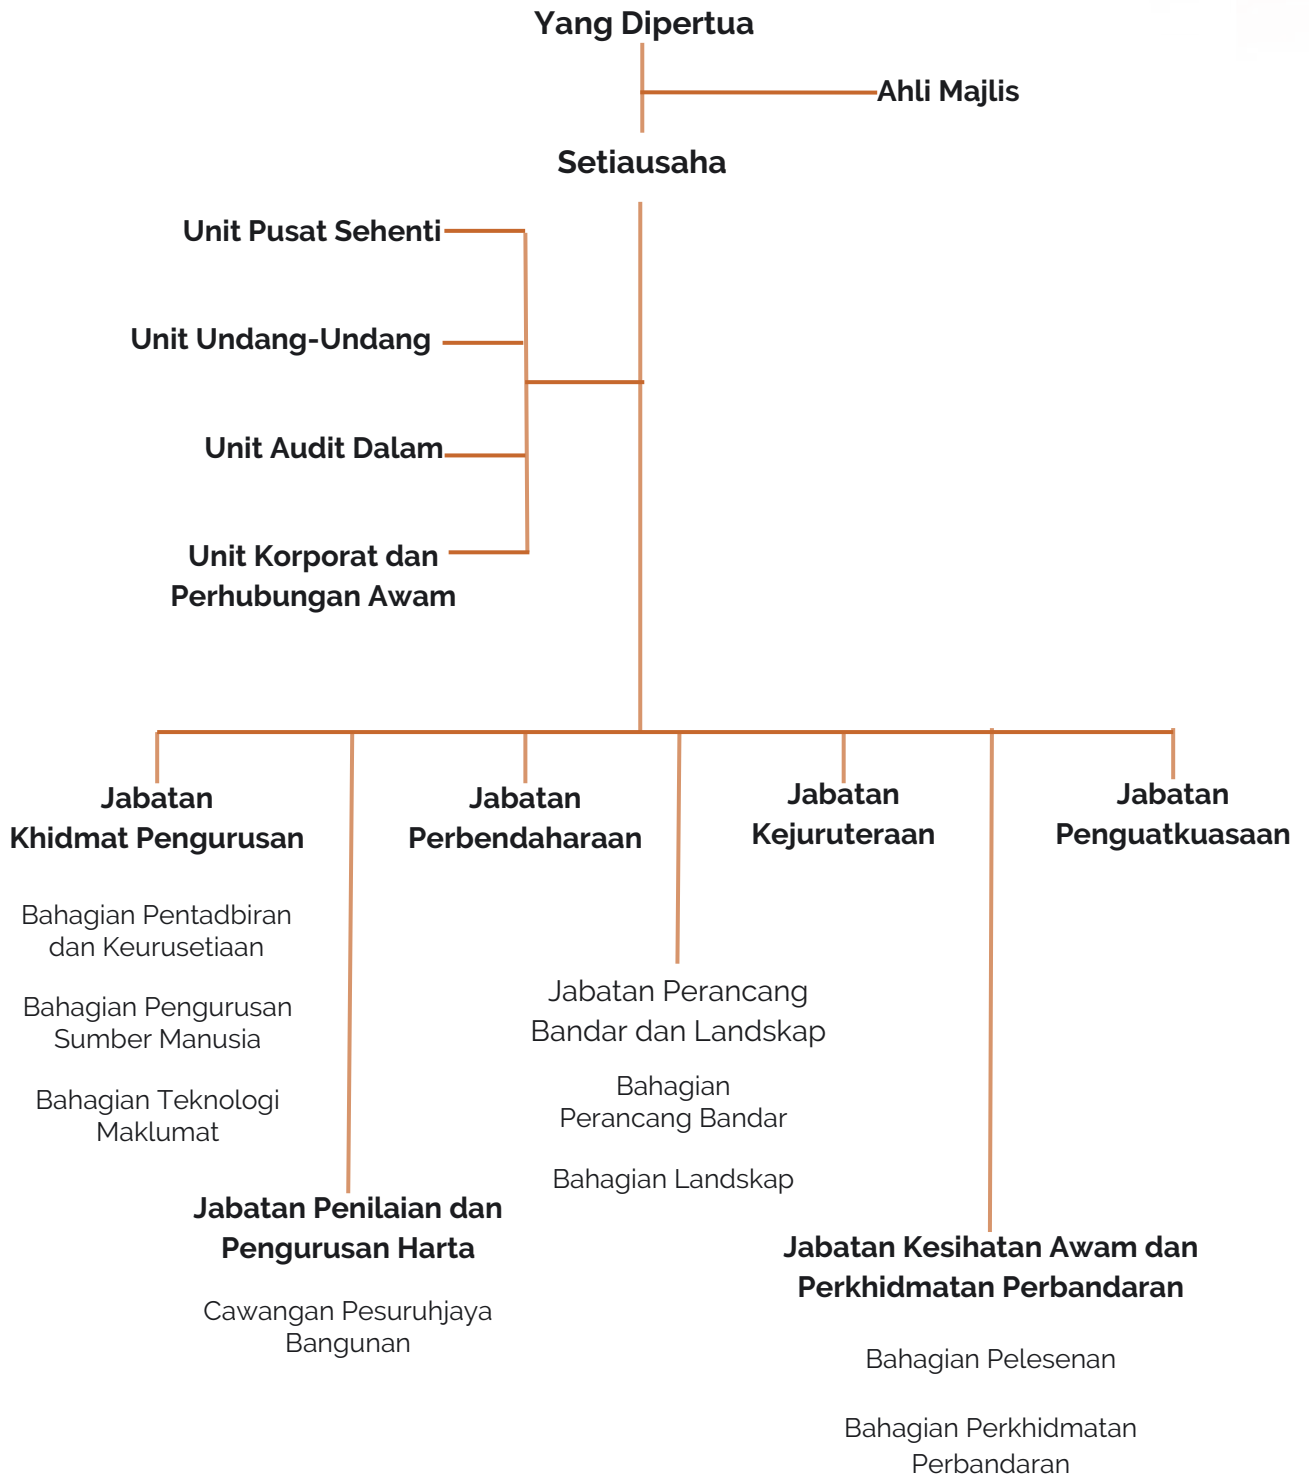 Yang Dipertua
Ahli Majlis
Setiausaha
Unit Pusat Sehenti
Unit Undang-Undang
Unit Audit Dalam
Unit Korporat dan
Perhubungan Awam
Jabatan
Khidmat Pengurusan
Bahagian Pentadbiran
dan Keurusetiaan
Bahagian Pengurusan
Sumber Manusia
Bahagian Teknologi
Maklumat
Jabatan Penilaian dan
Pengurusan Harta
Cawangan Pesuruhjaya
Bangunan
Jabatan
Perbendaharaan
Jabatan Perancang
Bandar dan Landskap
Bahagian
Perancang Bandar
Bahagian Landskap
Jabatan
Kejuruteraan
Jabatan Kesihatan Awam dan
Perkhidmatan Perbandaran
Bahagian Pelesenan
Bahagian Perkhidmatan
Perbandaran
Jabatan
Penguatkuasaan